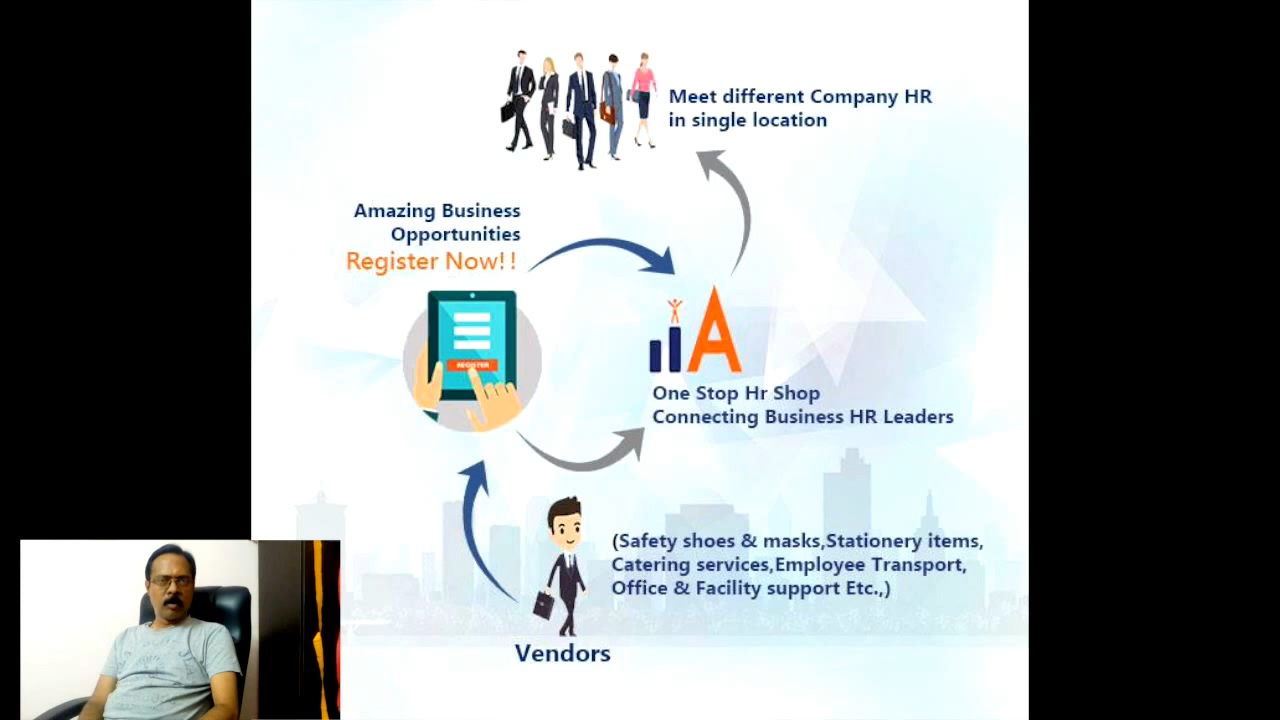 Meet different Company HR
in single location
Amazing Business
Opportunities
Register Now!!
REGISTER
A
One Stop Hr Shop
Connecting Business HR Leaders
(Safety shoes & masks,Stationery items,
Catering services,Employee Transport,
Office & Facility support Etc.,)
Vendors